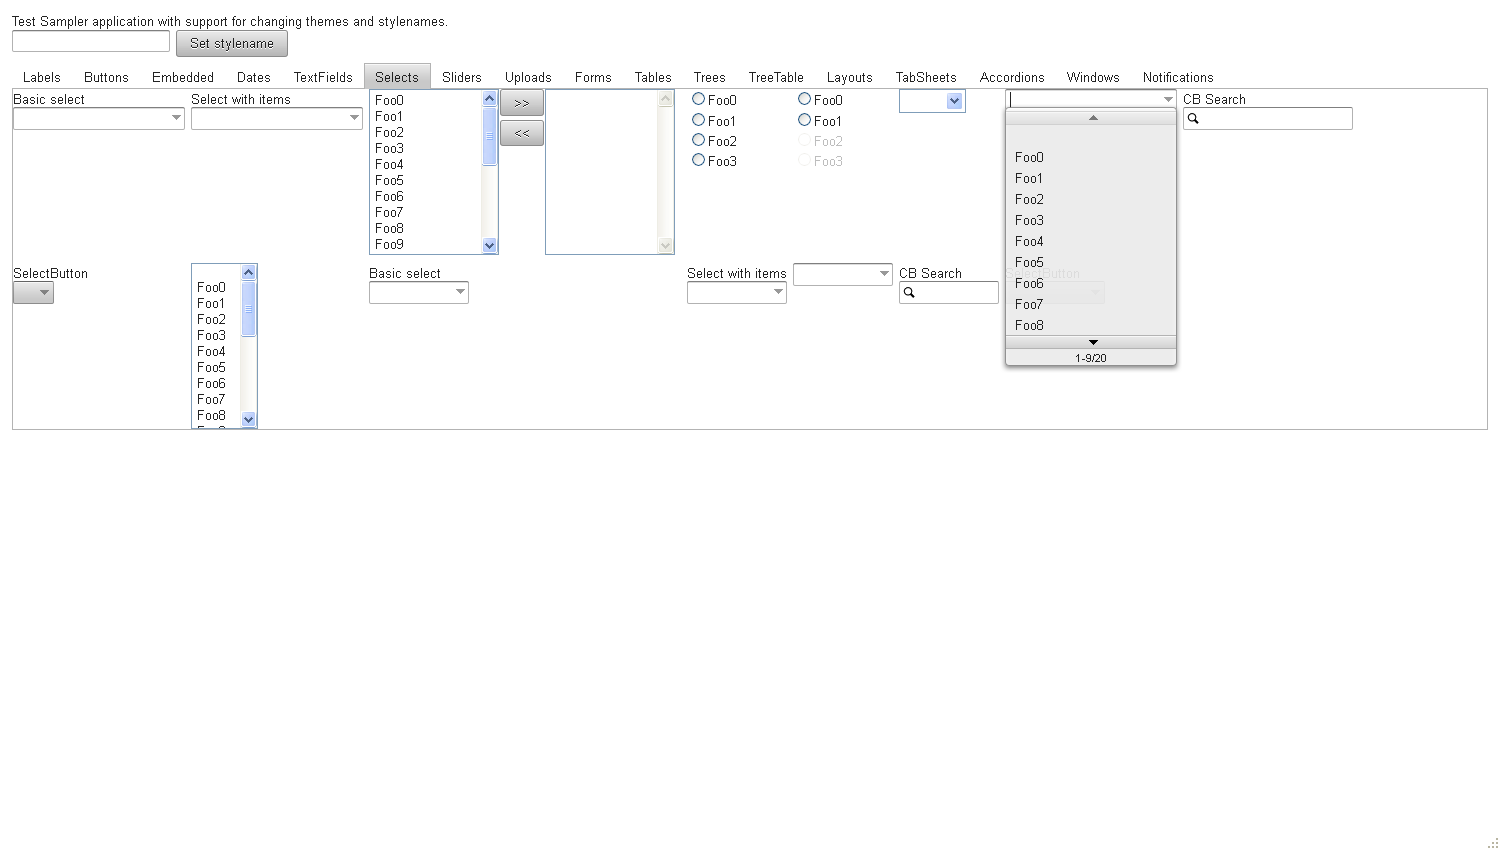 Test Sampler application with support for changing themes and stylenames.
Set stylename
Labels Buttons Embedded Dates TextFields Selects Sliders Uploads Forms Tables Trees TreeTable Layouts TabSheets Accordions Windows Notifications
Basic select
Select with items
Foo0
Foo1
Foo2
Foo3
Foo4
Foo5
Foo6
Foo7
Foo8
Foo9
>>
<<
Foo0
Foo1
Foo2
Foo3
Foo0
Foo1
Foo2
Foo3
Foo0
Foo1
Foo2
Foo3
Foo4
Foo5
Foo6
Foo7
Foo8
1-9/20
CB Search
SelectButton
Foo0
Foo1
Foo2
Foo3
Foo4
Foo5
Foo6
Foo7
Foo8
Basic select
Select with items
CB Search
SelectButton